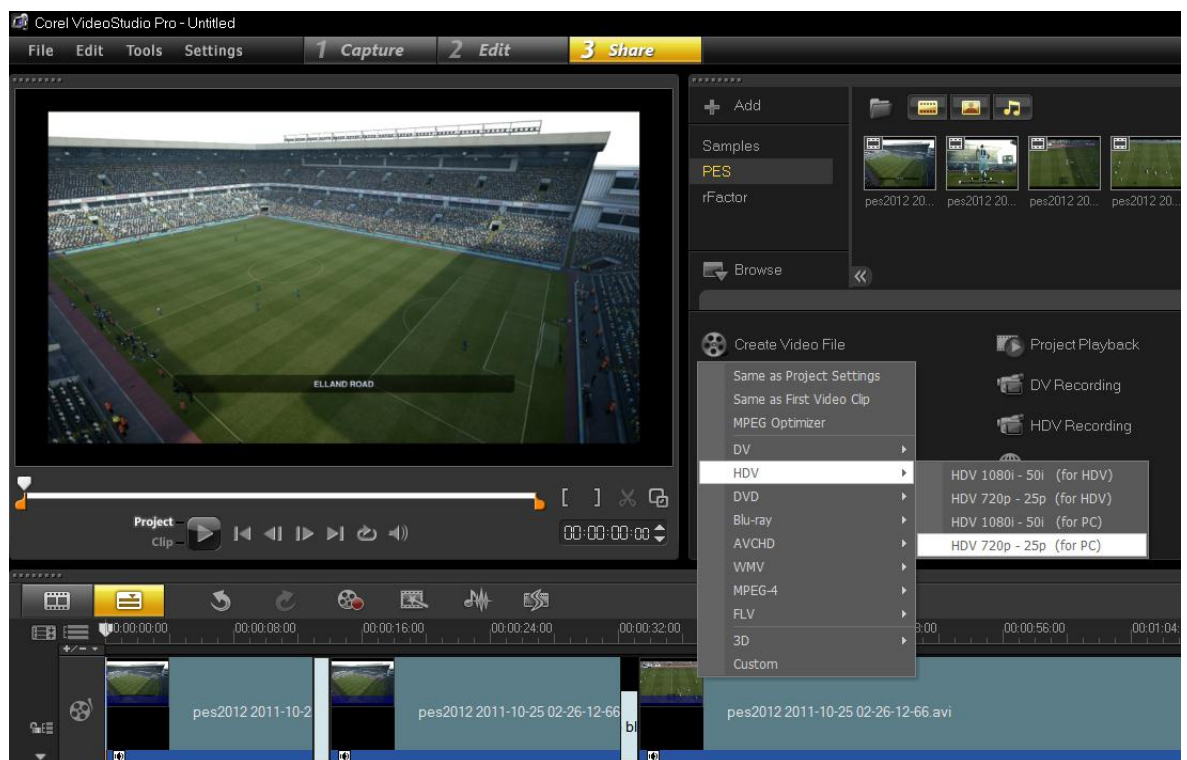 Corel VideoStudio Pro - Untitled
File Edit Tools Settings 1 Capture 2 Edit 3 Share
Add
Samples
PES
rFactor
pes2012 20... pes2012 20... pes2012 20... pes2012 20
Browse
ELLAND ROAD
Project
Clip
00:00:00:00
Create Video File
Project Playback
DV Recording
HDV Recording
Same as Project Settings
Same as First Video Clip
MPEG Optimizer
DV
HDV
DVD
Blu-ray
AVCHD
WMV
MPEG-4
FLV
3D
Custom
HDV 1080i - 50i (for HDV)
HDV 720p - 25p (for HDV)
HDV 1080i - 50i (for PC)
HDV 720p - 25p (for PC)
00:00:00:00 00:00:08:00 00:00:16:00 00:00:24:00 00:00:32:00 00:00:56:00 00:01:04:
pes2012 2011-10-2 pes2012 2011-10-25 02-26-12-66 bl pes2012 2011-10-25 02-26-12-66.avi